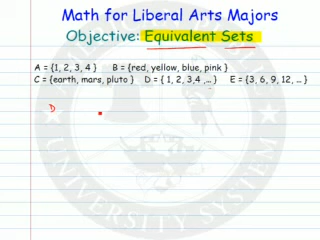 Math for Liberal Arts Majors
Objective: Equivalent Sets
A = {1, 2, 3, 4 } B = {red, yellow, blue, pink }
C = {earth, mars, pluto } D = { 1, 2, 3,4 ,... } E = {3, 6, 9, 12, ... }
D